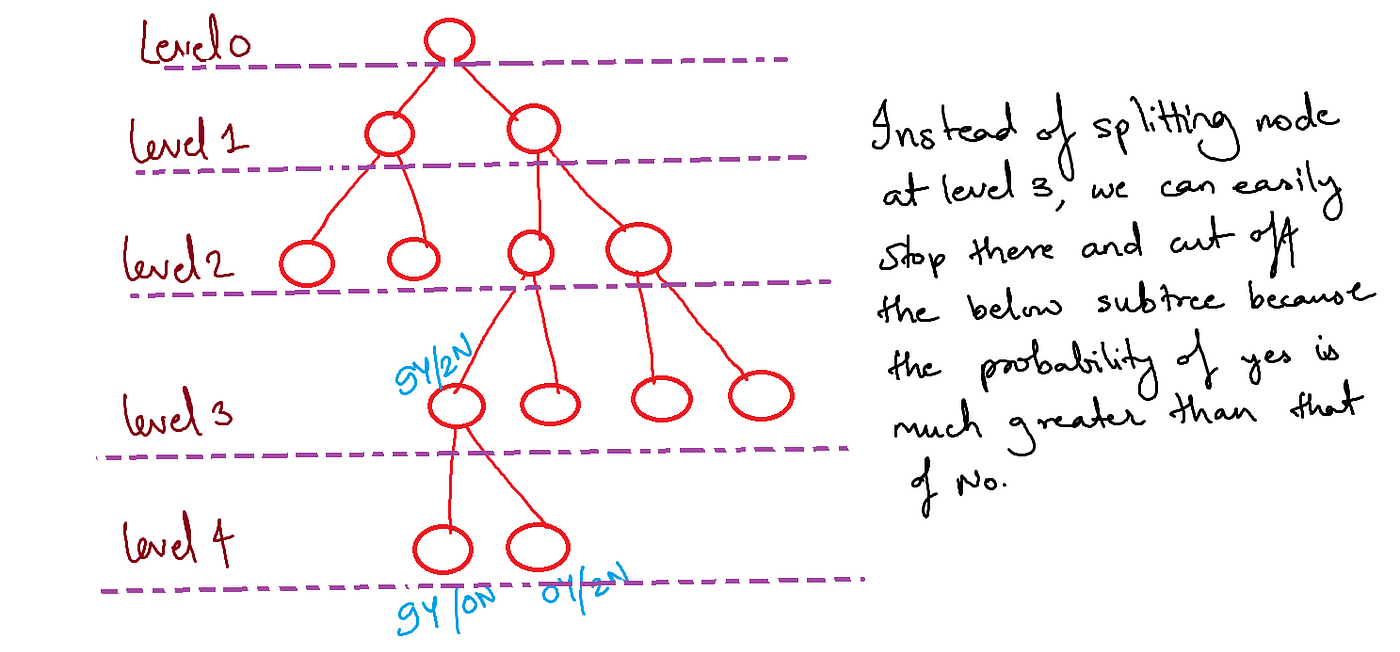 Level 0
Level 1
Level 2
9Y/2N
Level 3
Level 4
9Y/0N
0Y/2N
Instead of splitting node
at level 3, we can easily
stop there and cut off
the below subtree because
the probability of yes is
much greater than that
of No.